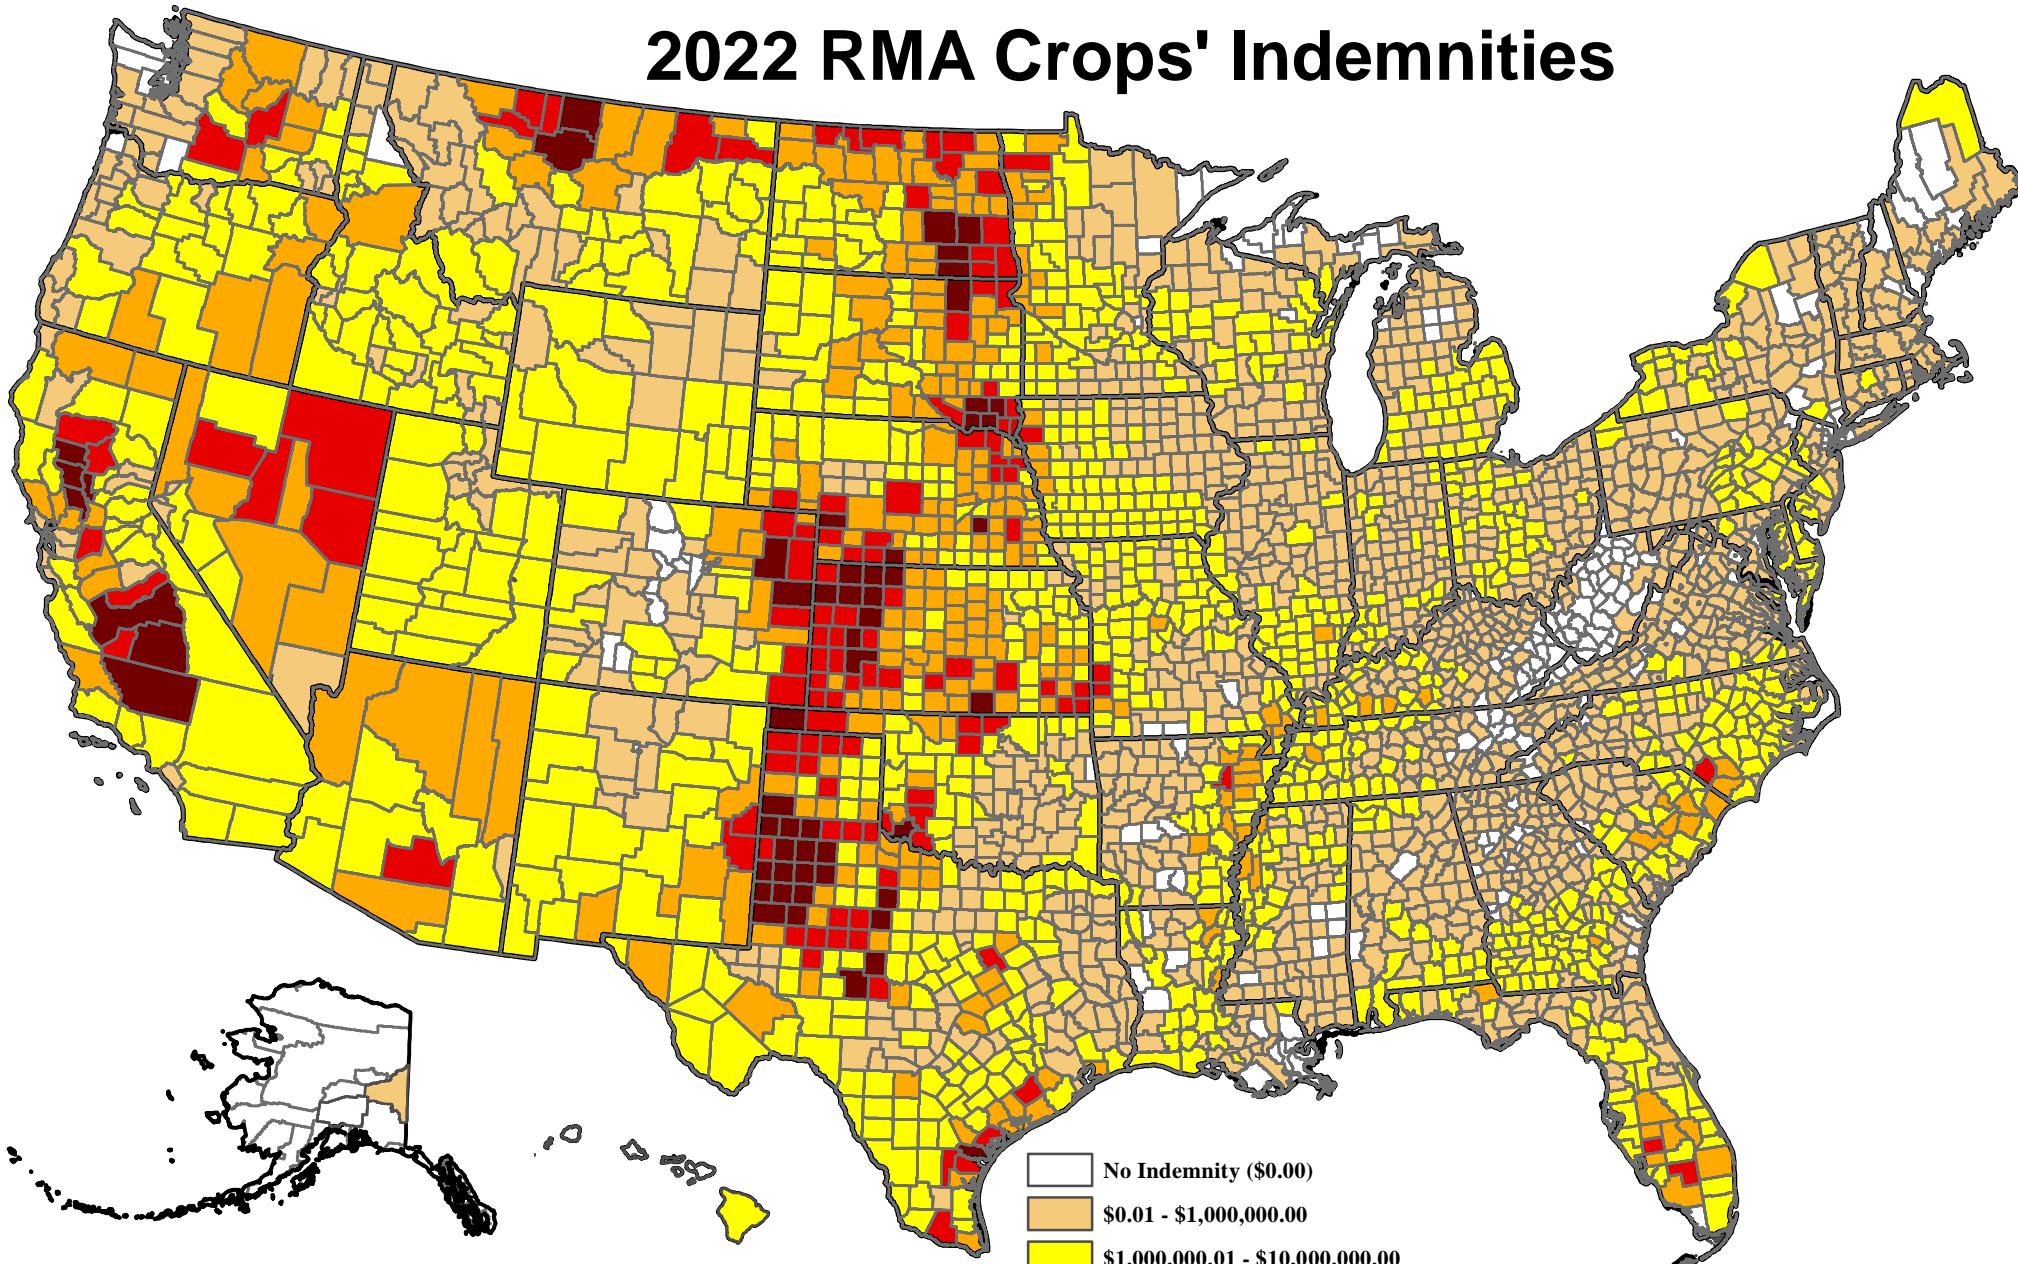 2022 RMA Crops' Indemnities
No Indemnity ($0.00)
$0.01 - $1,000,000.00
$1,000,000.01 - $10,000,000.00